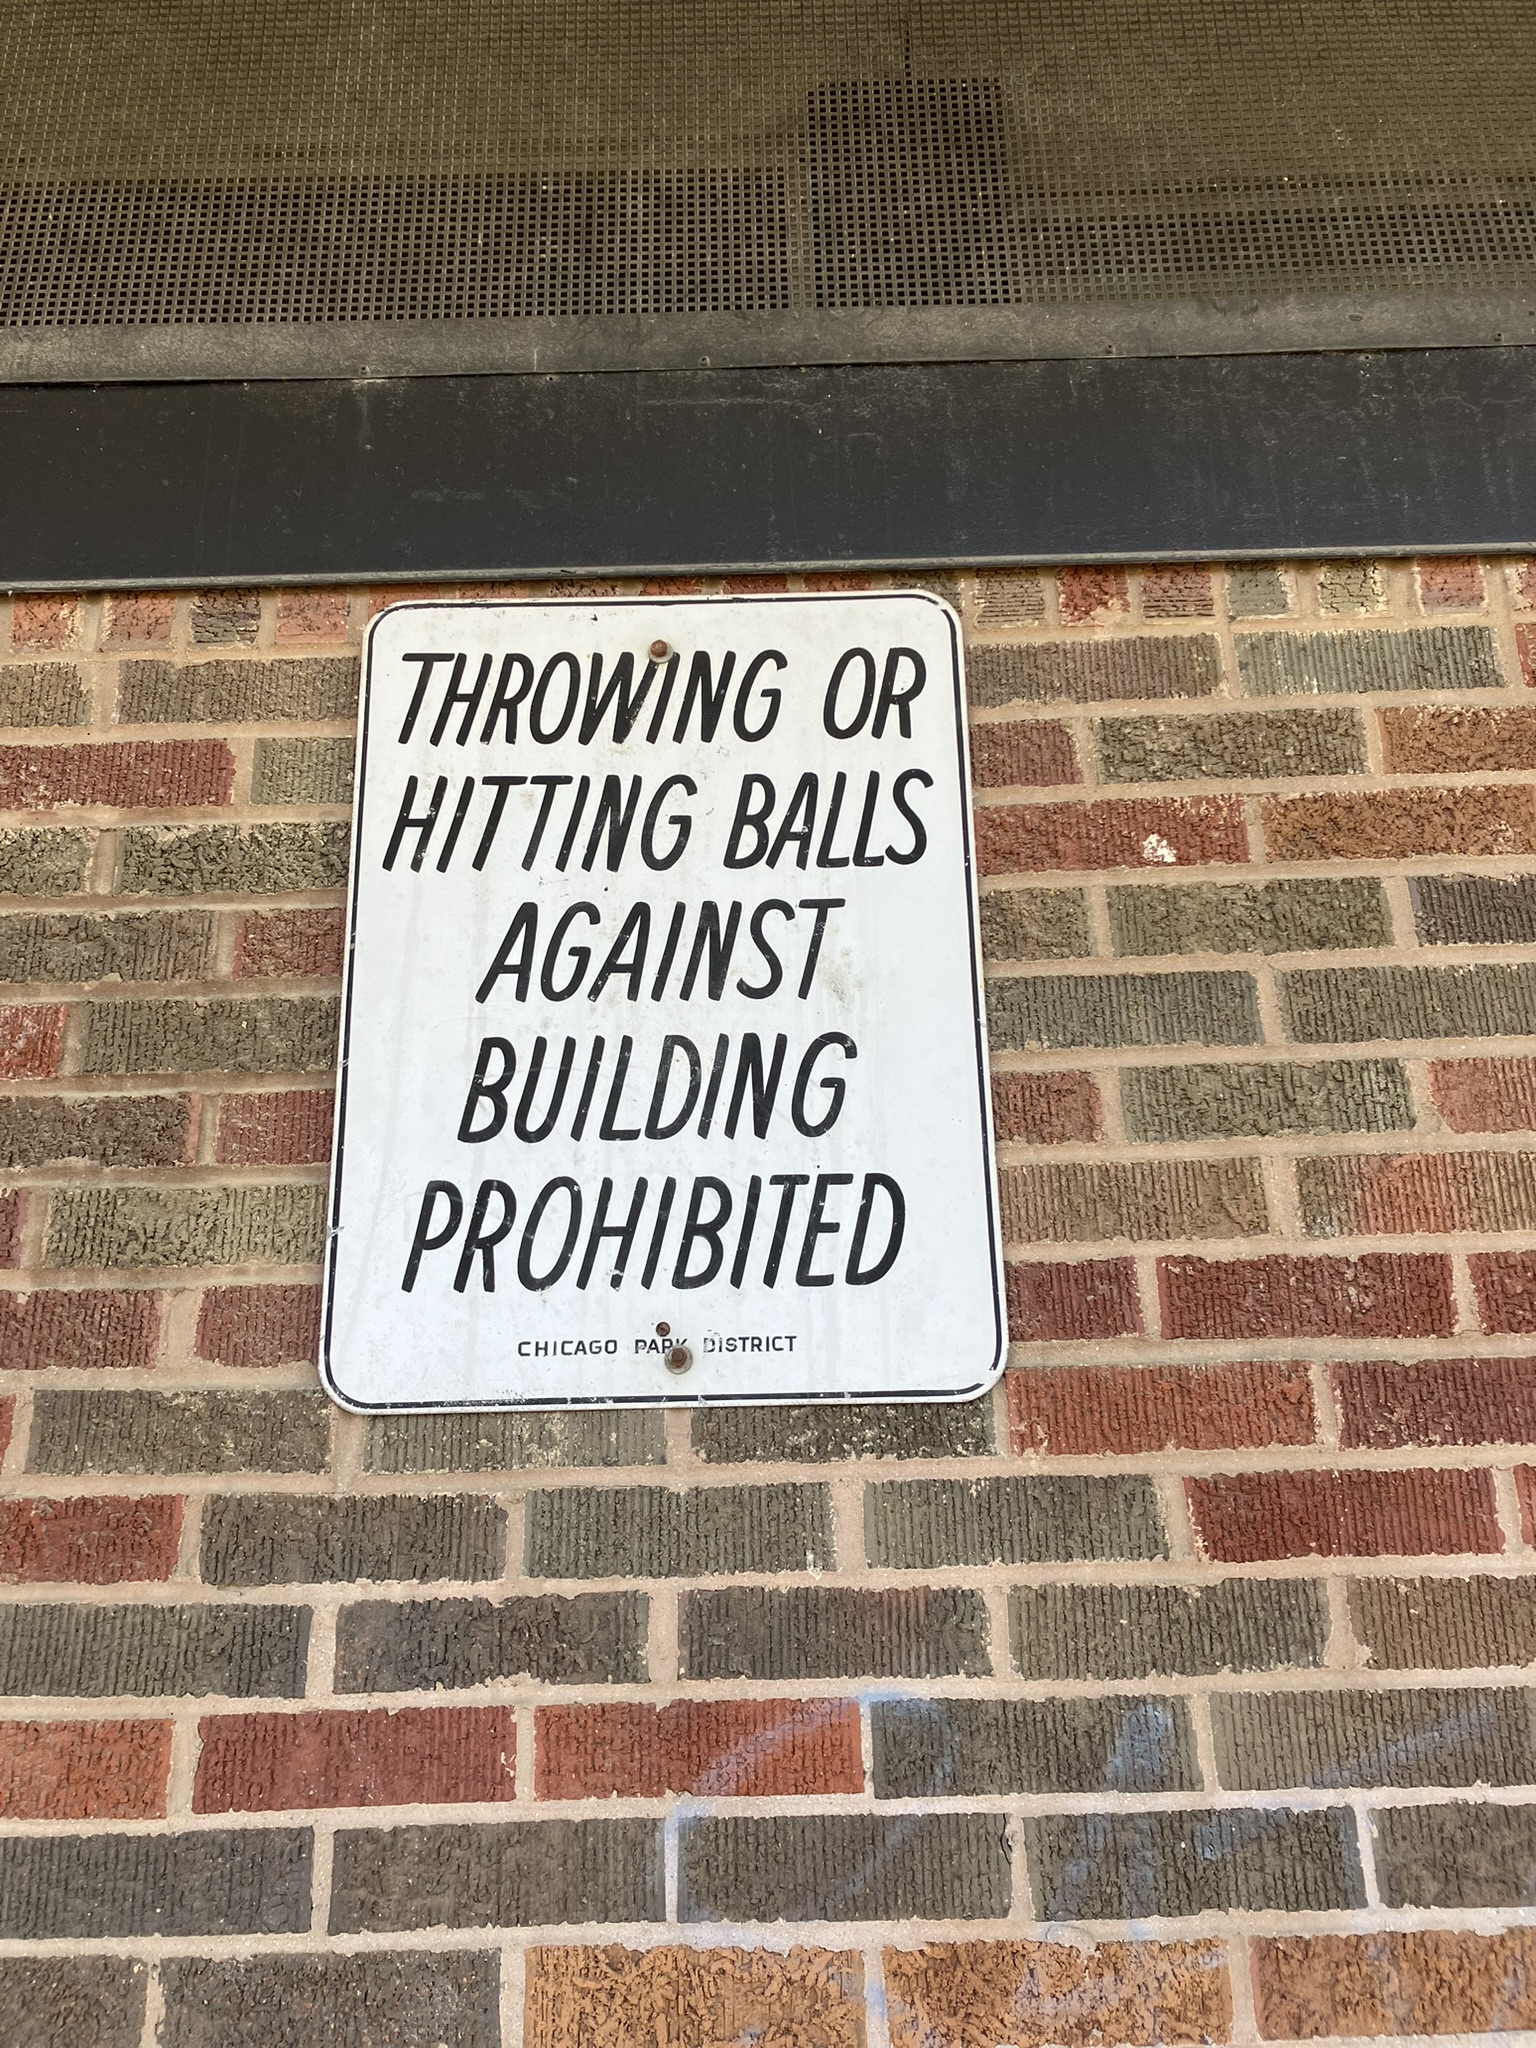 THROWING OR
HITTING BALLS
AGAINST
BUILDING
PROHIBITED
CHICAGO PARK DISTRICT